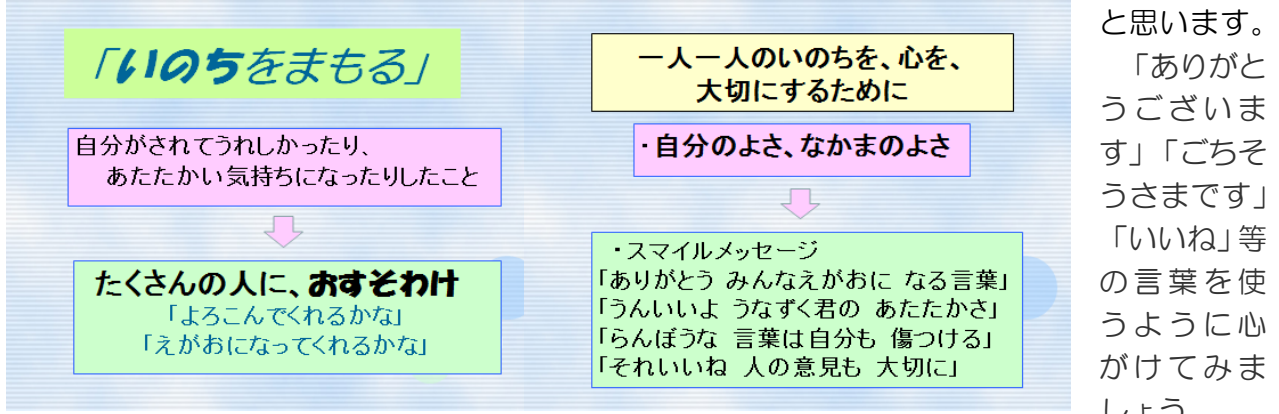 「いのちをまもる」
自分がされてうれしかったり、
あたたかい気持ちになったりしたこと
たくさんの人に、おすそわけ
「よろこんでくれるかな」
「えがおになってくれるかな」
一人一人のいのちを、心を、
大切にするために
・自分のよさ、なかまのよさ
・スマイルメッセージ
「ありがとう みんなえがおに なる言葉」
「うんいいよ うなずく君の あたたかさ」
「らんぼうな 言葉は自分も 傷つける」
「それいいね 人の意見も 大切に」
と思います。
「ありがと
うございま
す」「ごちそ
うさまです」
「いいね」等
の言葉を使
うように心
がけてみま
しょう